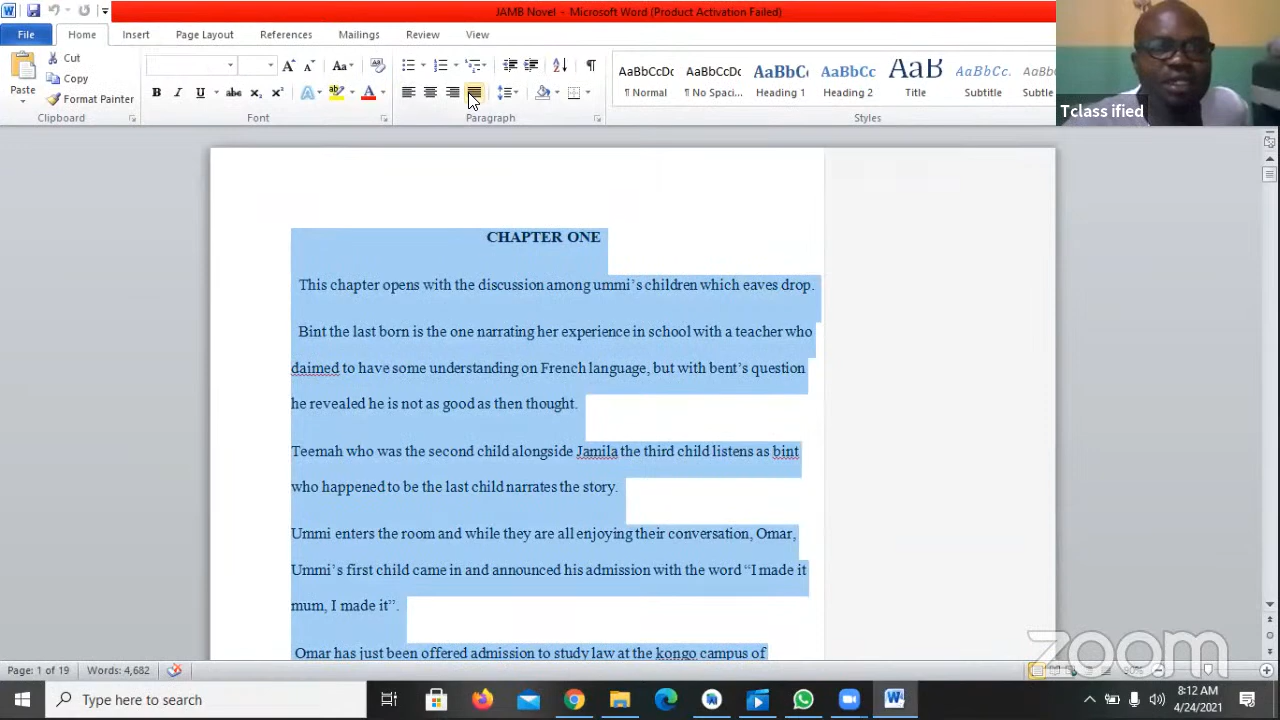 JAMB Novel - Microsoft Word (Product Activation Failed)
File Home Insert Page Layout References Mailings Review View
Paste
Cut
Copy
Format Painter
Clipboard
Aa
B I U abc x₂ x² A A
Font
Paragraph
AaBbCcDc AaBbCcDc AaBbC AaBbCc AaB AaBbCc. AaBbCcD
¶ Normal ¶ No Spaci... Heading 1 Heading 2 Title Subtitle Subtle
Styles
Tclass ified
CHAPTER ONE
This chapter opens with the discussion among ummi’s children which eaves drop.
Bint the last born is the one narrating her experience in school with a teacher who
daimed to have some understanding on French language, but with bent’s question
he revealed he is not as good as then thought.
Teemah who was the second child alongside Jamila the third child listens as bint
who happened to be the last child narrates the story.
Ummi enters the room and while they are all enjoying their conversation, Omar,
Ummi’s first child came in and announced his admission with the word “I made it
mum, I made it”.
Omar has just been offered admission to study law at the kongo campus of
zoom
Page: 1 of 19 Words: 4,682 90%
Type here to search
8:12 AM
4/24/2021